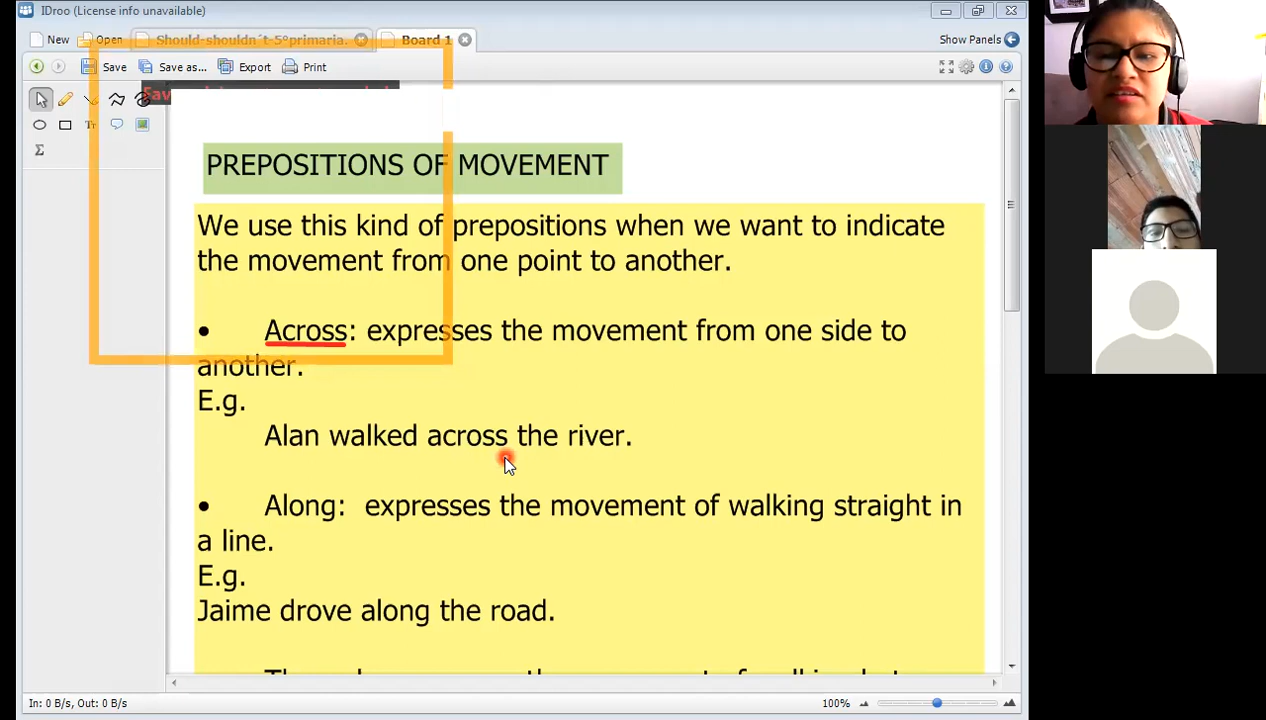 IDroo (License info unavailable)
New Open Should-shouldn´t-5°primaria. Board 1 Show Panels
Save Save as... Export Print
PREPOSITIONS OF MOVEMENT
We use this kind of prepositions when we want to indicate
the movement from one point to another.
• Across: expresses the movement from one side to
another.
E.g.
Alan walked across the river.
• Along: expresses the movement of walking straight in
a line.
E.g.
Jaime drove along the road.
In: 0 B/s, Out: 0 B/s 100%